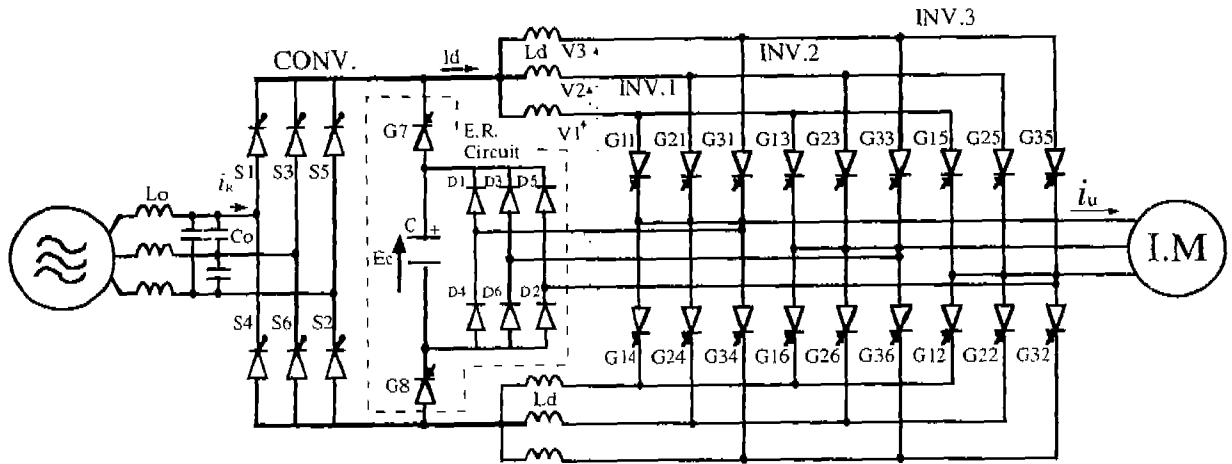 INV.3
CONV.
Id
Ld
V3
INV.2
V2
INV.1
V1
G7
E.R.
Circuit
G11
G21
G31
G13
G23
G33
G15
G25
G35
S1
S3
S5
D1
D3
D5
Lo
iR
iu
Co
C
+
Ec
I.M
D4
D6
D2
S4
S6
S2
G14
G24
G34
G16
G26
G36
G12
G22
G32
G8
Ld